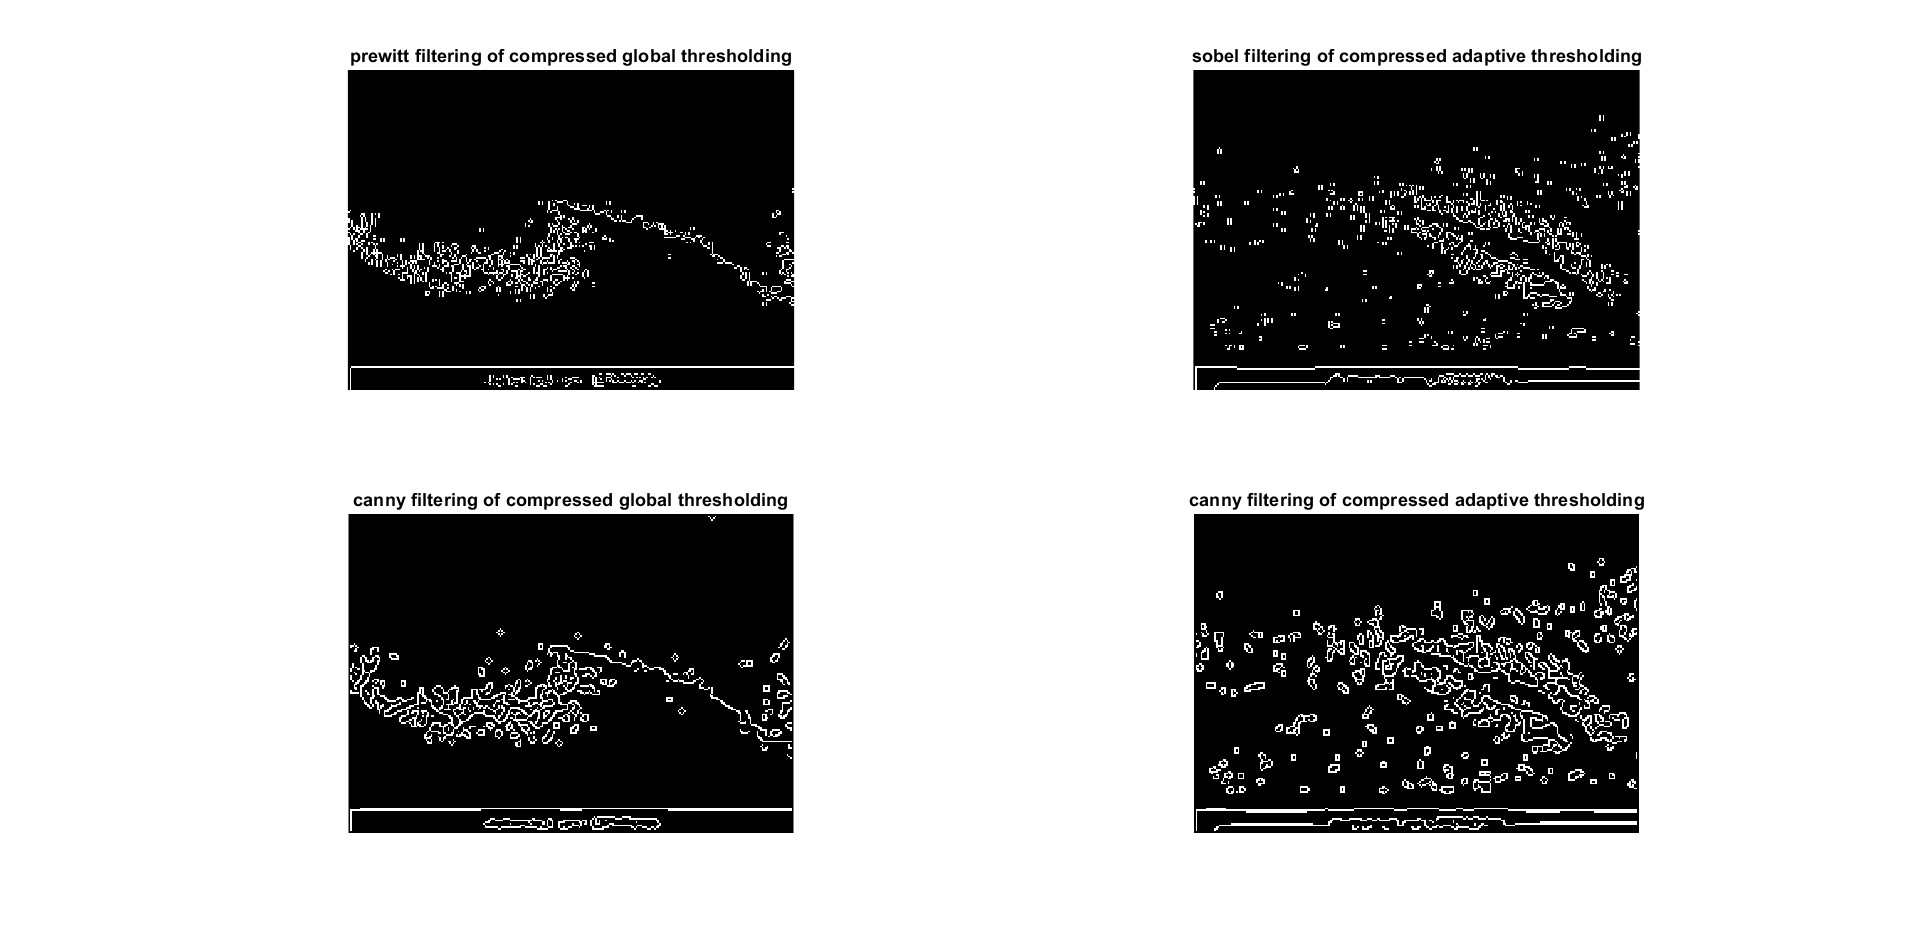 prewitt filtering of compressed global thresholding
sobel filtering of compressed adaptive thresholding
canny filtering of compressed global thresholding
canny filtering of compressed adaptive thresholding